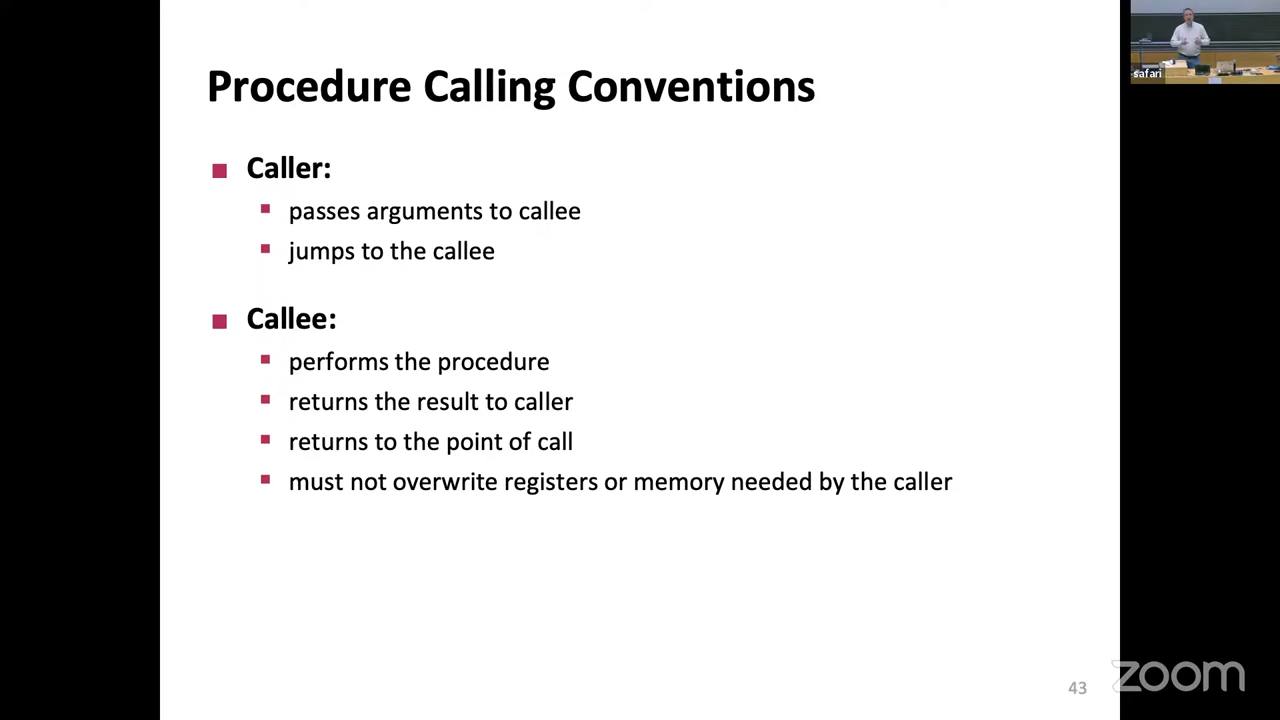 safari
Procedure Calling Conventions
Caller:
passes arguments to callee
jumps to the callee
Callee:
performs the procedure
returns the result to caller
returns to the point of call
must not overwrite registers or memory needed by the caller
43
zoom